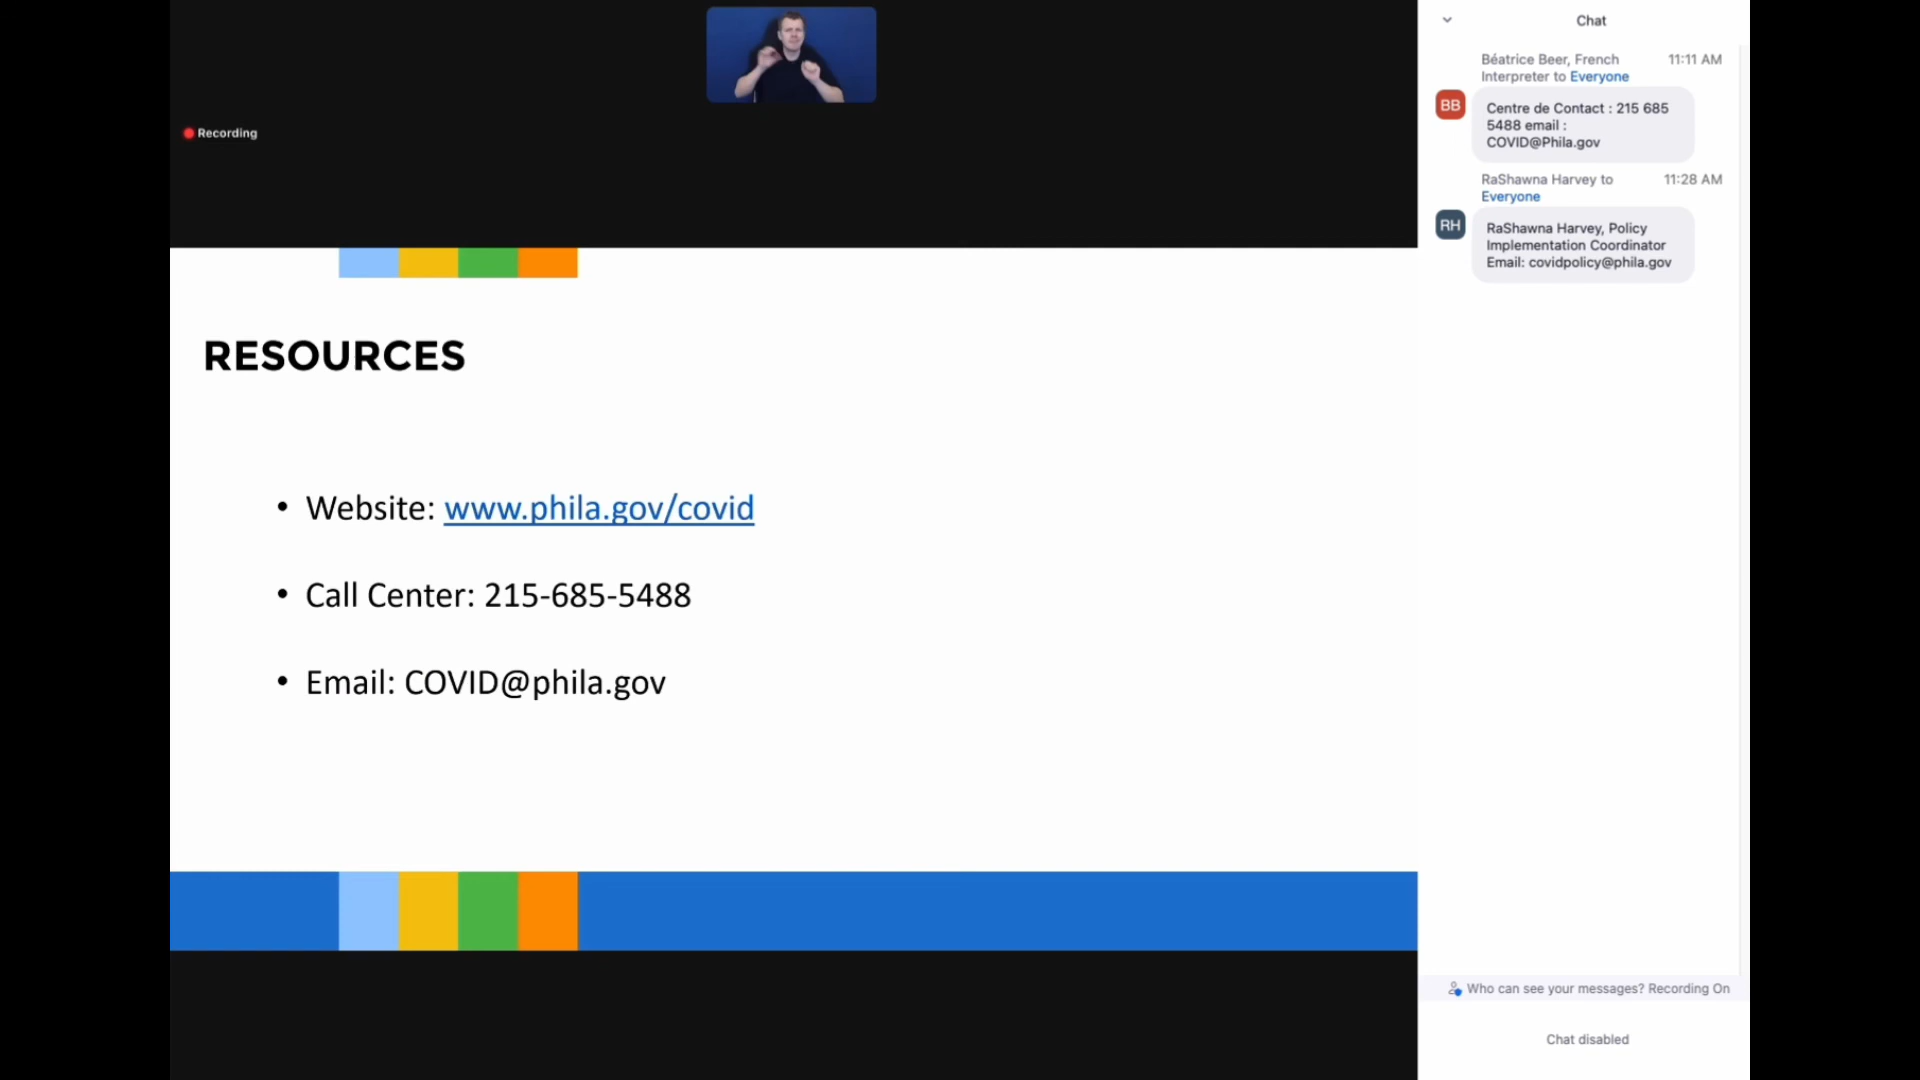 Recording
RESOURCES
• Website: www.phila.gov/covid
• Call Center: 215-685-5488
• Email: COVID@phila.gov
Chat
Béatrice Beer, French 11:11 AM
Interpreter to Everyone
BB
Centre de Contact : 215 685
5488 email :
COVID@Phila.gov
RaShawna Harvey to 11:28 AM
Everyone
RH
RaShawna Harvey, Policy
Implementation Coordinator
Email: covidpolicy@phila.gov
Who can see your messages? Recording On
Chat disabled